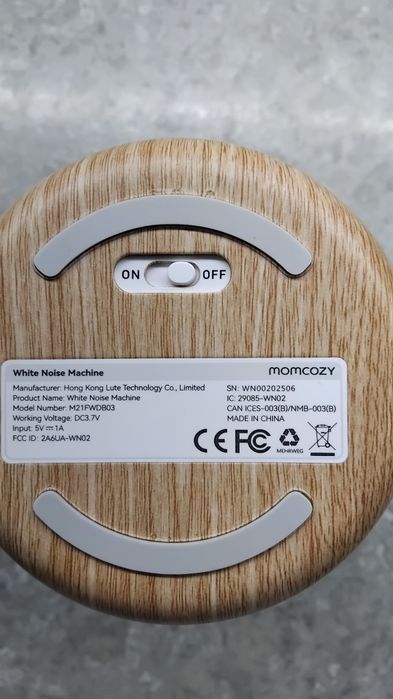 ON OFF
White Noise Machine momcozy
Manufacturer: Hong Kong Lute Technology Co., Limited SN: WN00202506
Product Name: White Noise Machine IC: 29085-WN02
Model Number: M21FWDB03 CAN ICES-003(B)/NMB-003(B)
Working Voltage: DC3.7V MADE IN CHINA
Input: 5V⎓1A
FCC ID: 2A6UA-WN02
CE FC MEHRWEG